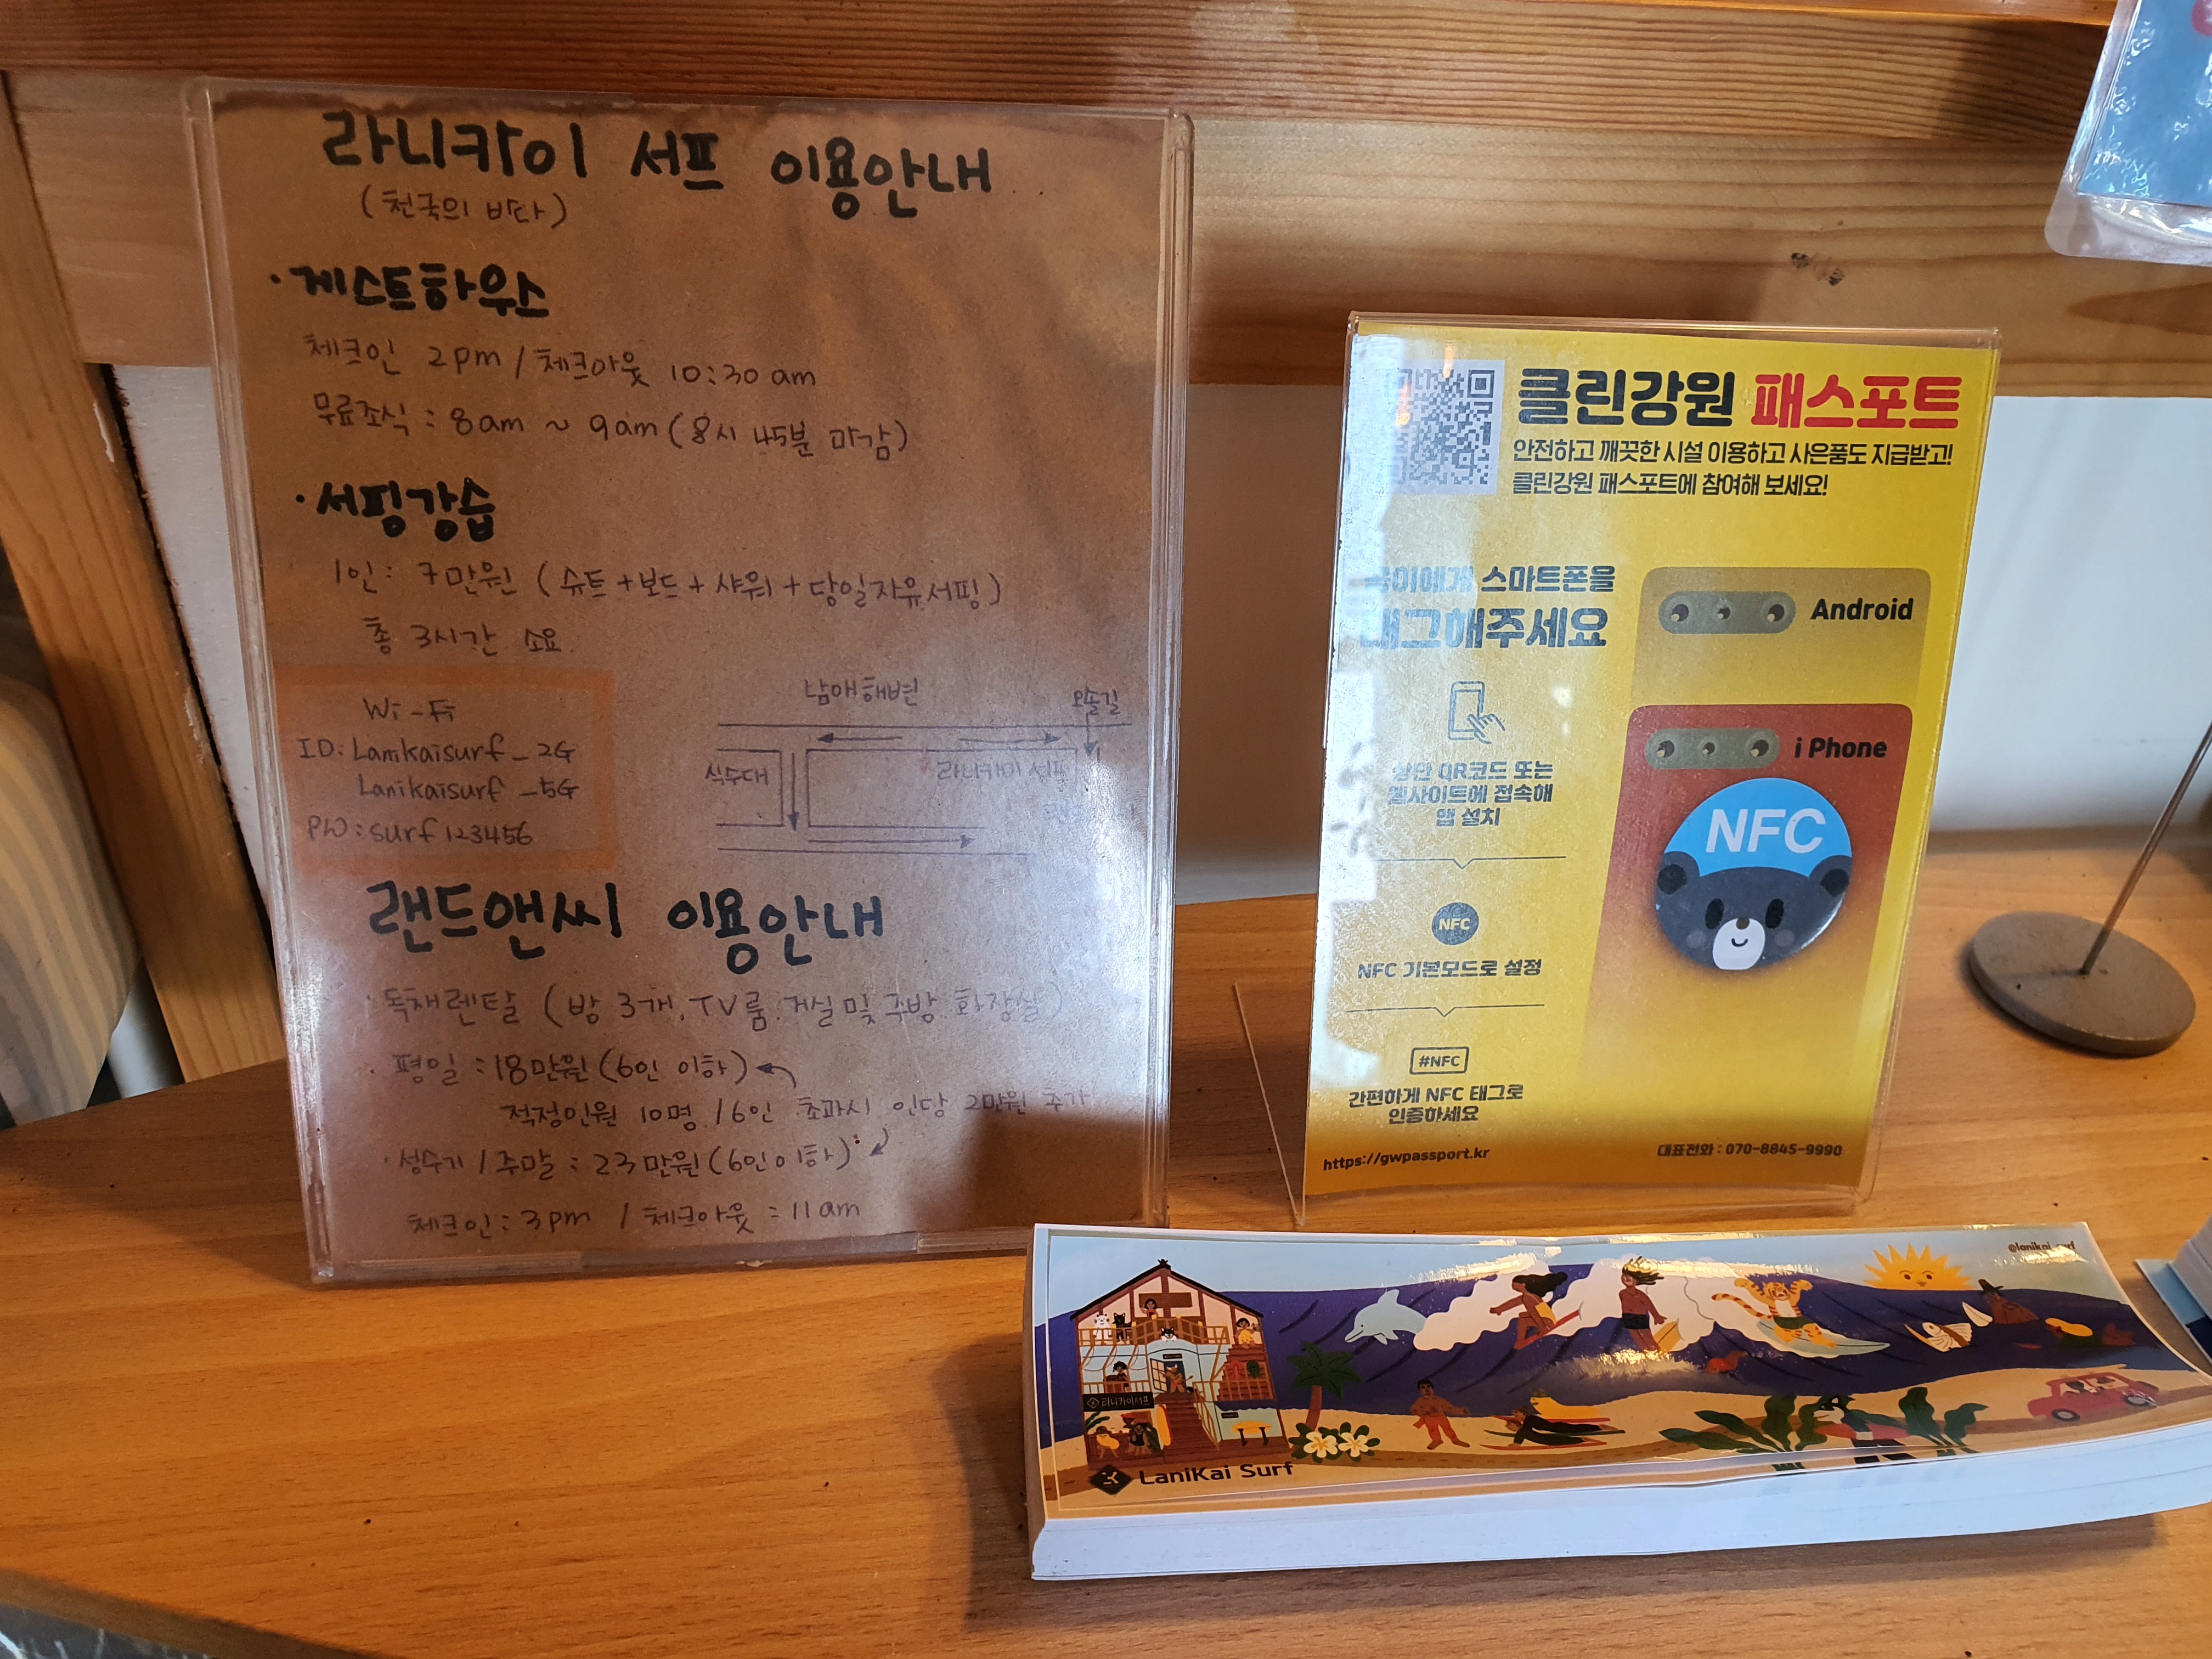 라니카이 서프 이용안내
(천국의 바다)
· 게스트하우스
체크인 2pm / 체크아웃 10:30 am
무료조식 : 8am ~ 9am (8시 45분 마감)
· 서핑강습
1인 : 7만원 (슈트 + 보드 + 샤워 + 당일자유서핑)
총 3시간 소요
Wi-Fi
ID : Lanikaisurf_2G
Lanikaisurf_5G
PW : surf123456
남애해변
오솔길
식수대
라니카이 서핑
랜드앤씨 이용안내
· 독채렌탈 (방 3개, TV룸, 거실 및 주방, 화장실)
· 평일 : 18만원 (6인 이하)
적정인원 10명 / 6인 초과시 인당 2만원 추가
· 성수기 / 주말 : 23만원 (6인이하)
체크인 : 3pm / 체크아웃 : 11am
클린강원 패스포트
안전하고 깨끗한 시설 이용하고 사은품도 지급받고!
클린강원 패스포트에 참여해 보세요!
스마트폰을
태그해주세요
Android
i Phone
NFC
상단 QR코드 또는
웹사이트에 접속해
앱 설치
NFC
NFC 기본모드로 설정
#NFC
간편하게 NFC 태그로
인증하세요
https://gwpassport.kr
대표전화 : 070-8845-9990
@lanikai_surf
라니카이서프
LaniKai Surf